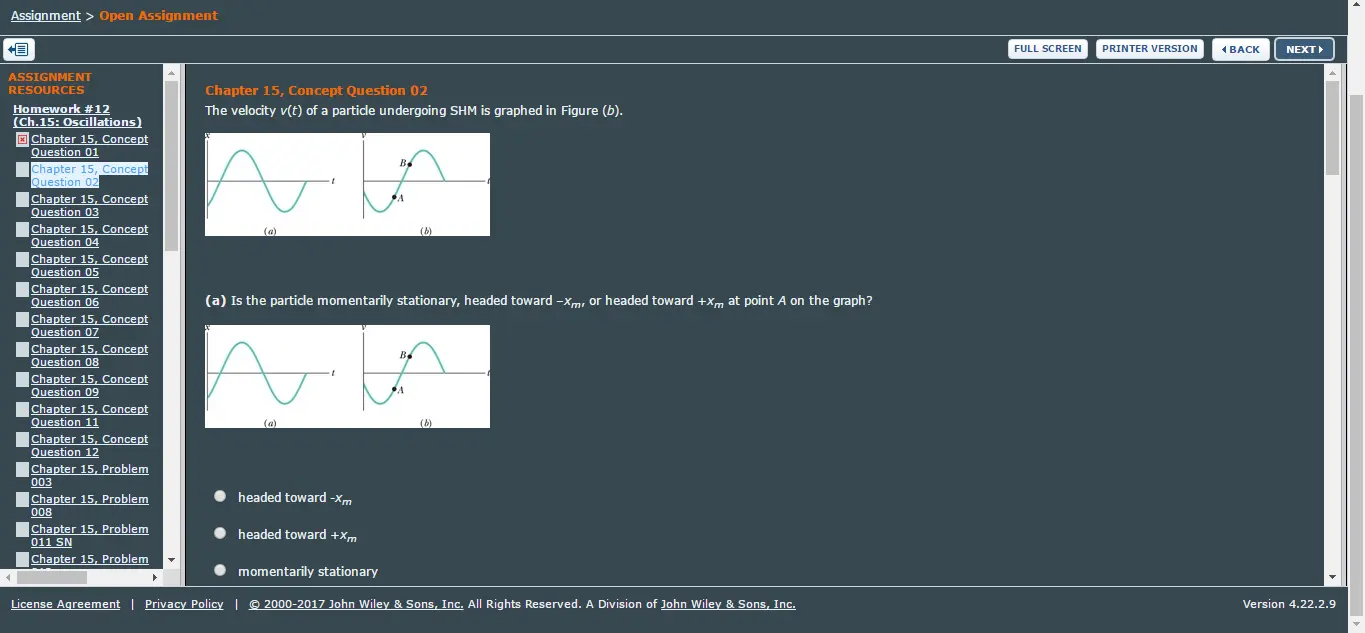 Assignment > Open Assignment
FULL SCREEN PRINTER VERSION BACK NEXT
ASSIGNMENT
RESOURCES
Homework #12
(Ch.15: Oscillations)
Chapter 15, Concept
Question 01
Chapter 15, Concept
Question 02
Chapter 15, Concept
Question 03
Chapter 15, Concept
Question 04
Chapter 15, Concept
Question 05
Chapter 15, Concept
Question 06
Chapter 15, Concept
Question 07
Chapter 15, Concept
Question 08
Chapter 15, Concept
Question 09
Chapter 15, Concept
Question 11
Chapter 15, Concept
Question 12
Chapter 15, Problem
003
Chapter 15, Problem
008
Chapter 15, Problem
011 SN
Chapter 15, Problem
Chapter 15, Concept Question 02
The velocity v(t) of a particle undergoing SHM is graphed in Figure (b).
x v
B
t t
A
(a) (b)
(a) Is the particle momentarily stationary, headed toward –xm, or headed toward +xm at point A on the graph?
x v
B
t t
A
(a) (b)
headed toward -xm
headed toward +xm
momentarily stationary
License Agreement | Privacy Policy | © 2000-2017 John Wiley & Sons, Inc. All Rights Reserved. A Division of John Wiley & Sons, Inc. Version 4.22.2.9